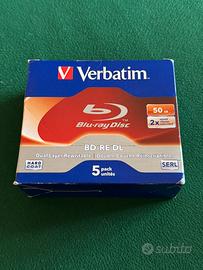 Verbatim
50 GB
2x
Blu-ray Disc
BD-RE DL
Dual Layer Rewritable
5 pack
unités
HARD
COAT
SERL
subito